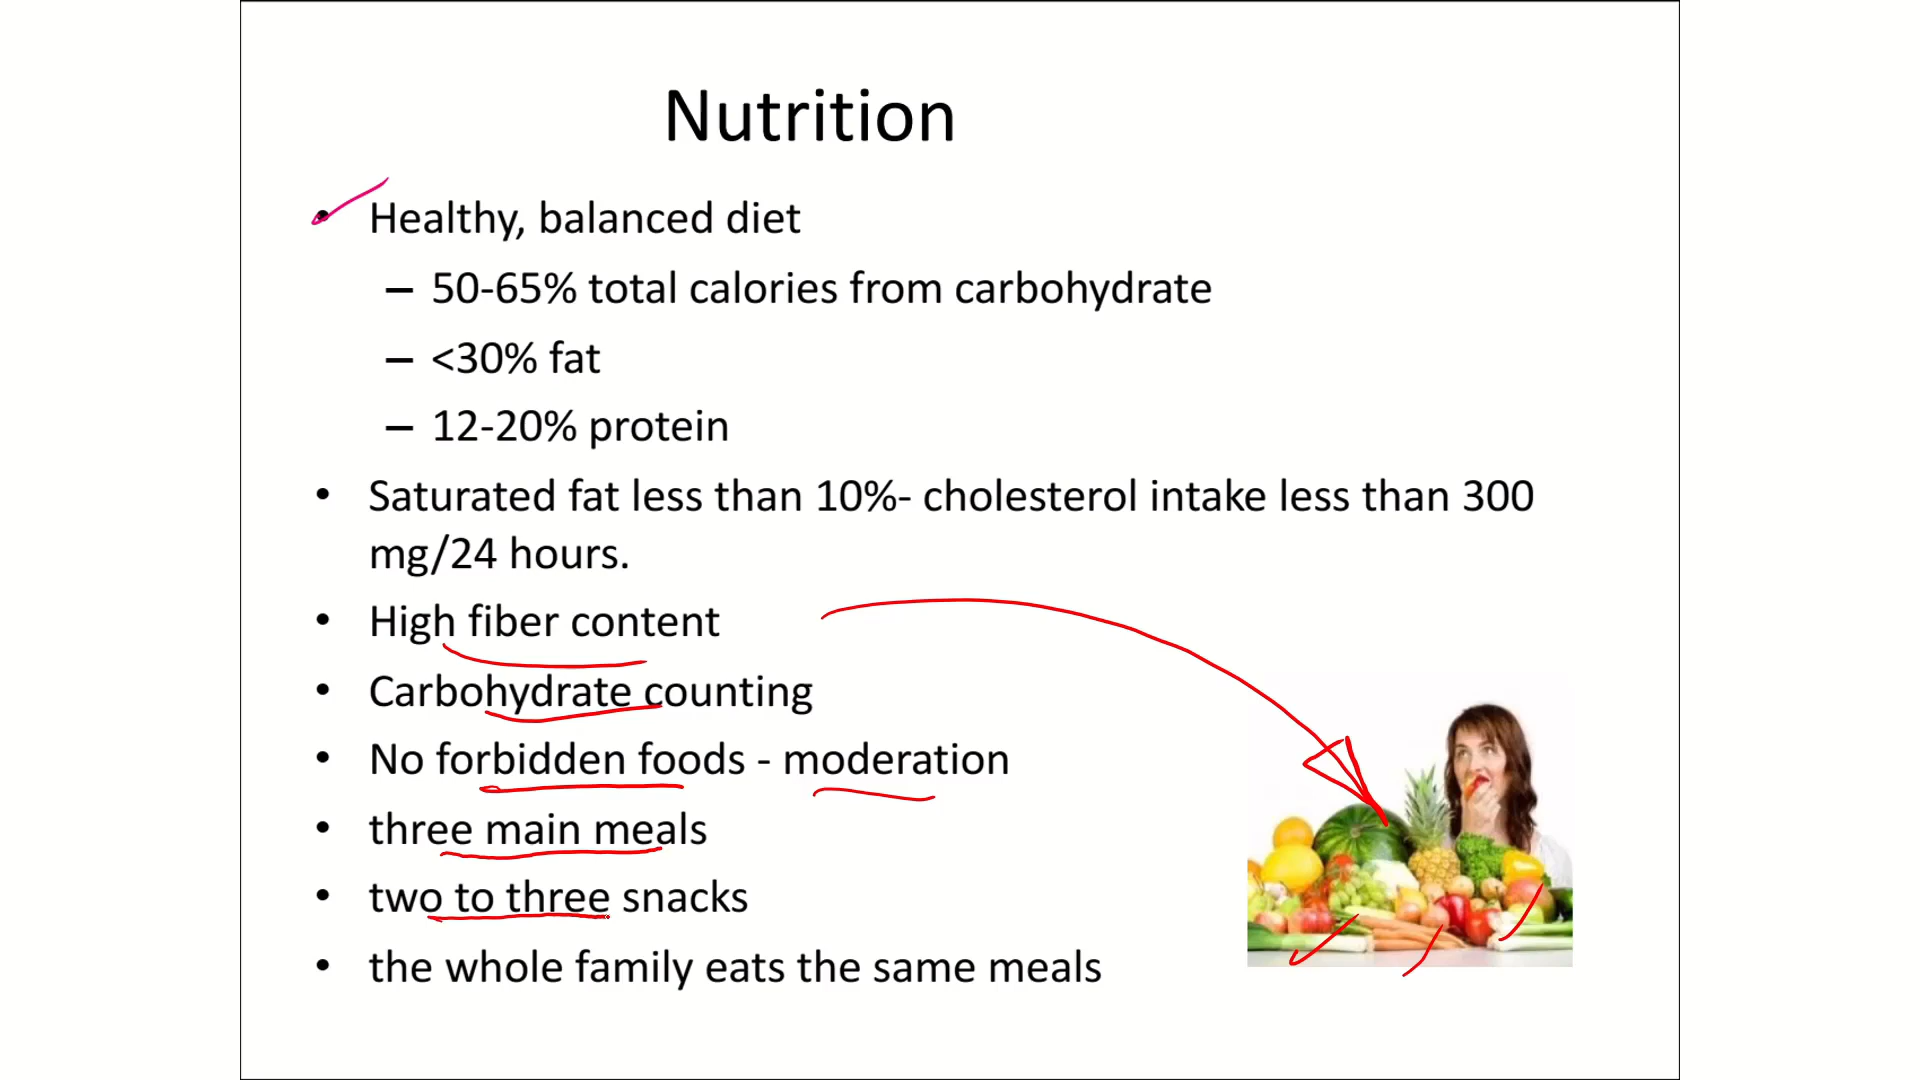 Nutrition
• Healthy, balanced diet
– 50-65% total calories from carbohydrate
– <30% fat
– 12-20% protein
• Saturated fat less than 10%- cholesterol intake less than 300
mg/24 hours.
• High fiber content
• Carbohydrate counting
• No forbidden foods - moderation
• three main meals
• two to three snacks
• the whole family eats the same meals